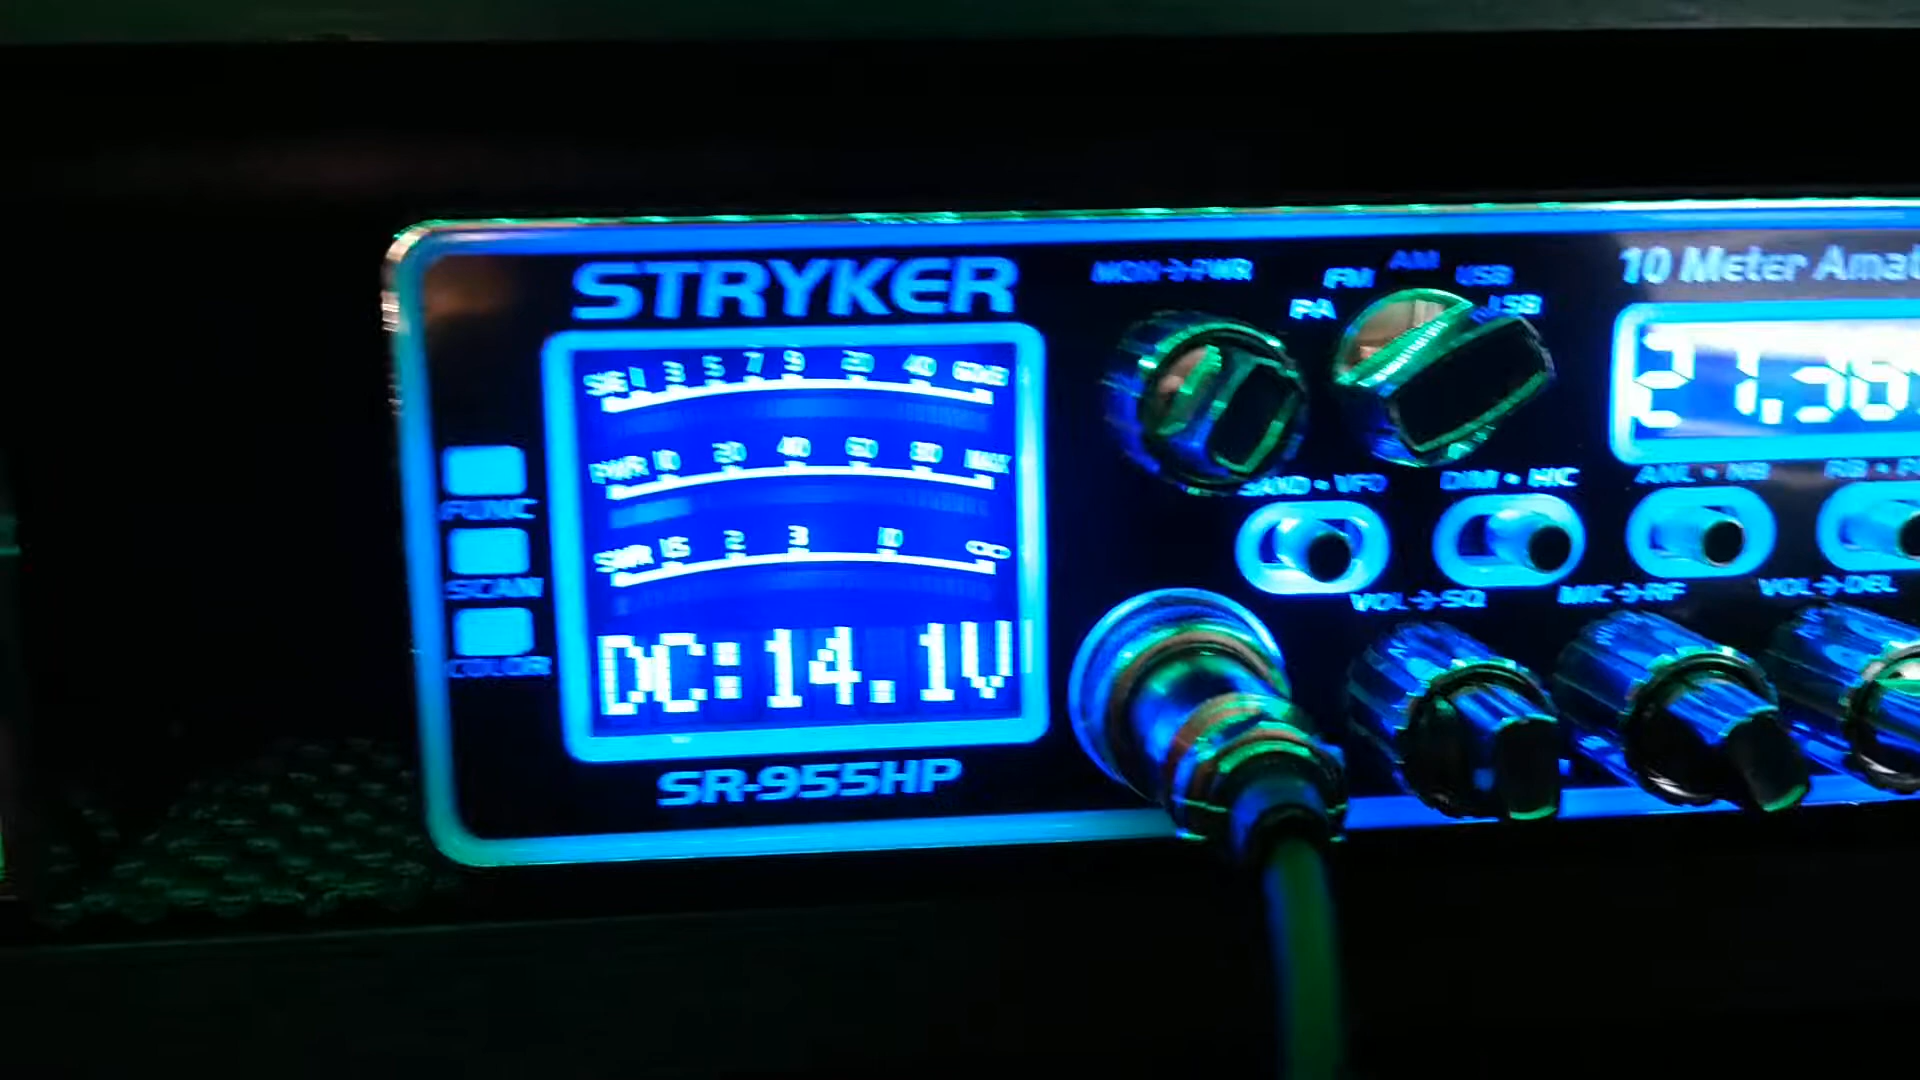 STRYKER
SIG 1 3 5 7 9 20 40 60dB
PWR 10 20 40 60 80 MAX
SWR 1.5 2 3 10 ∞
DC:14.1V
SR-955HP
FUNC
SCAN
COLOR
MON→PWR
PA
FM
AM
USB
LSB
10 Meter Amat
BAND • VFO
DIM • HIC
ANL • NB
VOL→SQ
MIC→RF
VOL→DEL